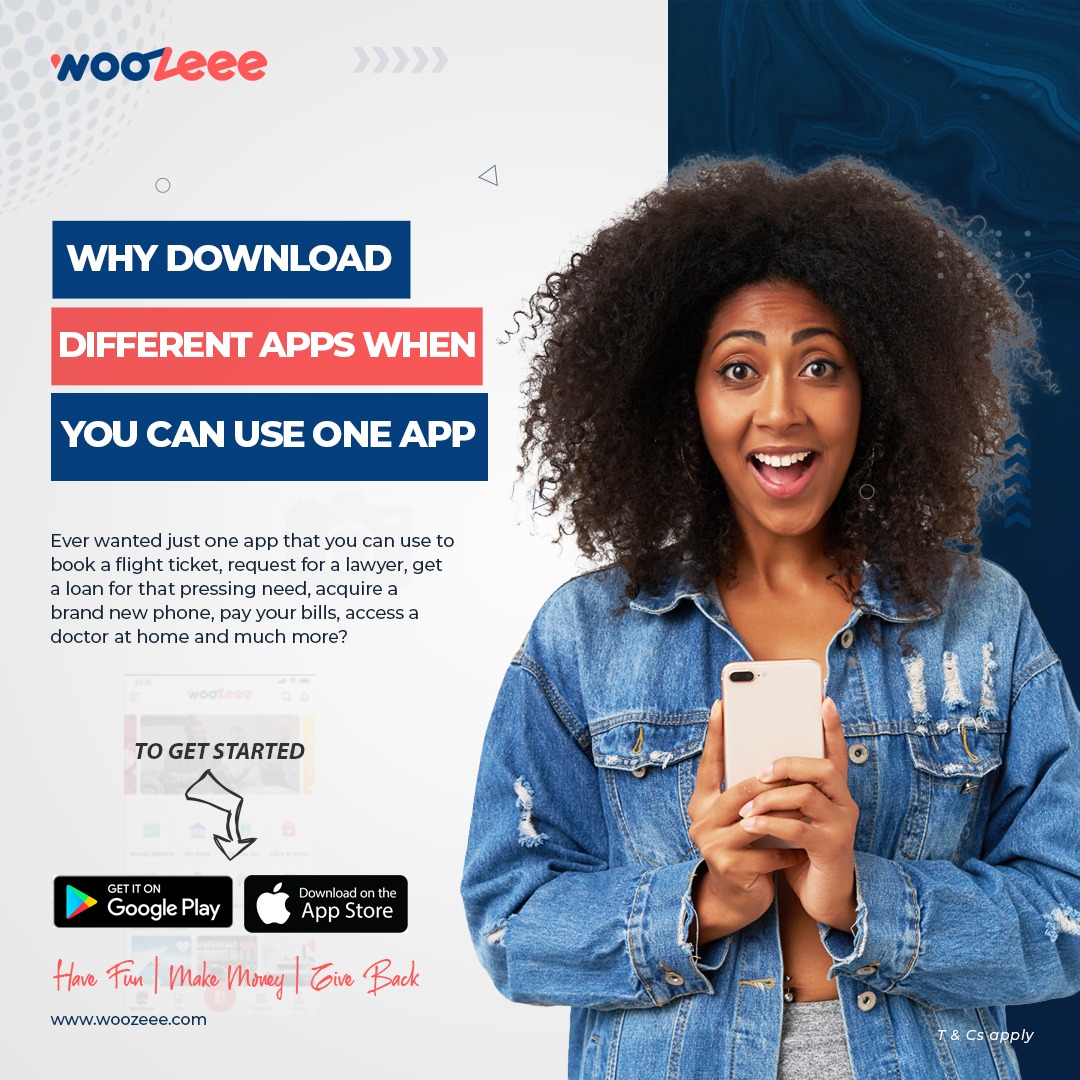 wooZeee
WHY DOWNLOAD
DIFFERENT APPS WHEN
YOU CAN USE ONE APP
Ever wanted just one app that you can use to
book a flight ticket, request for a lawyer, get
a loan for that pressing need, acquire a
brand new phone, pay your bills, access a
doctor at home and much more?
wooZeee
TO GET STARTED
GET IT ON
Google Play
Download on the
App Store
Have Fun | Make Money | Give Back
www.woozeee.com
T & Cs apply